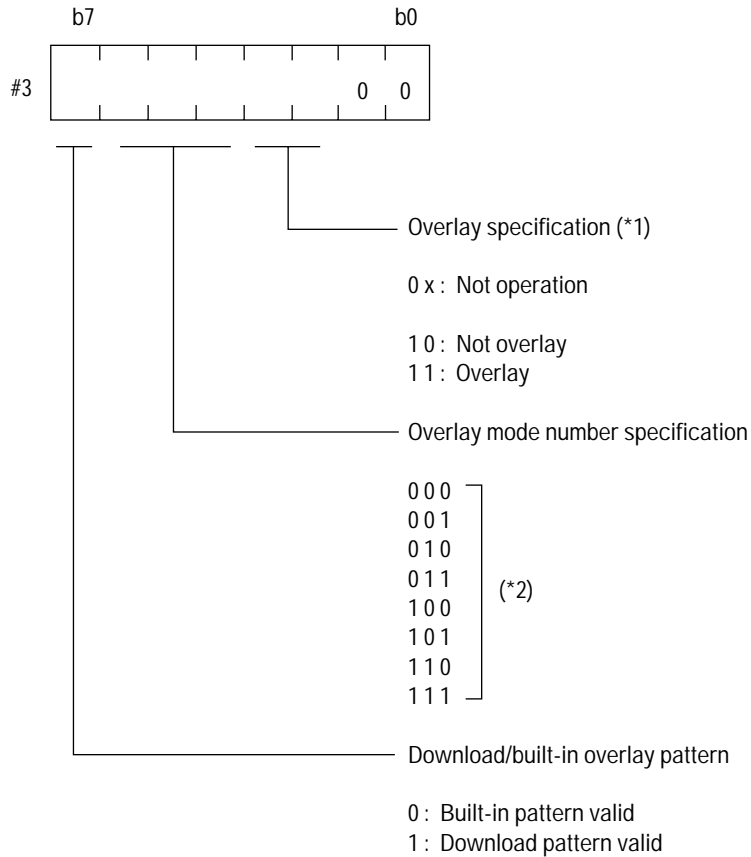 b7 b0
#3 0 0
Overlay specification (*1)
0 x : Not operation
1 0 : Not overlay
1 1 : Overlay
Overlay mode number specification
0 0 0
0 0 1
0 1 0
0 1 1
(*2)
1 0 0
1 0 1
1 1 0
1 1 1
Download/built-in overlay pattern
0 : Built-in pattern valid
1 : Download pattern valid